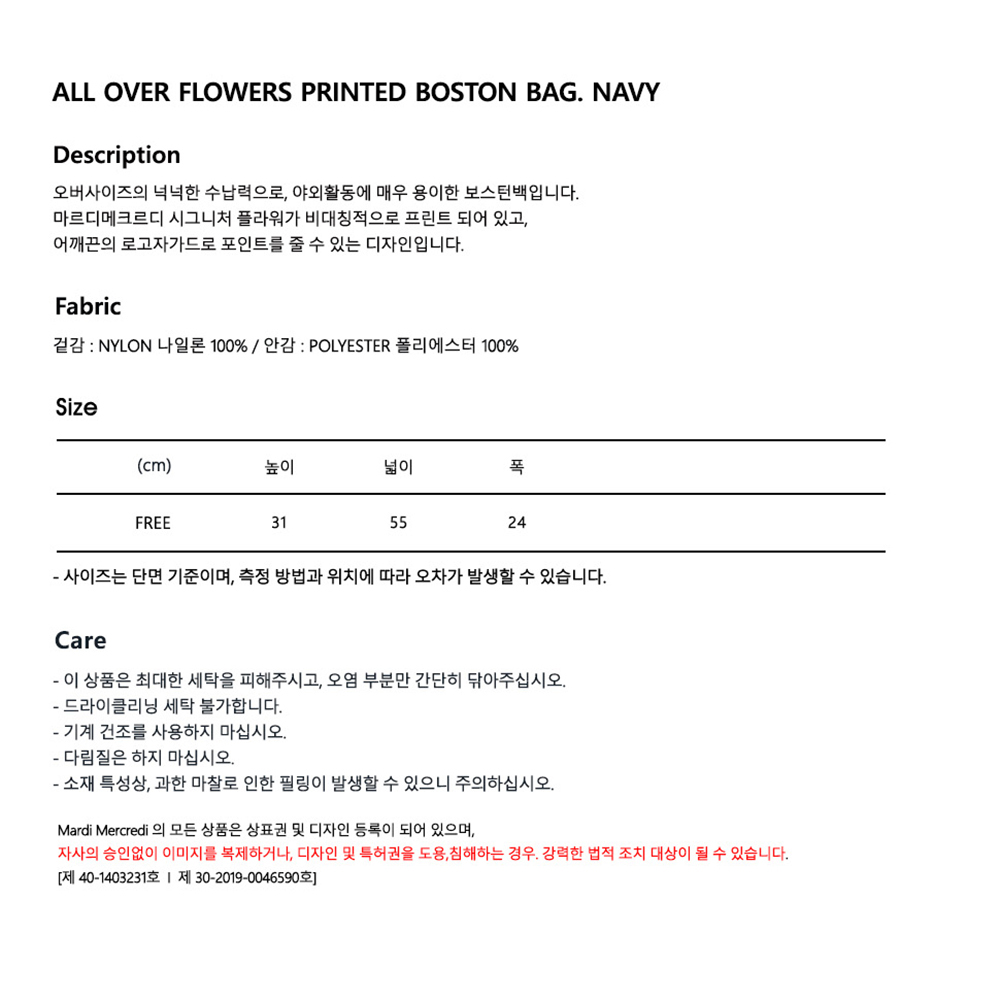 ALL OVER FLOWERS PRINTED BOSTON BAG. NAVY
Description
오버사이즈의 넉넉한 수납력으로, 야외활동에 매우 용이한 보스턴백입니다.
마르디메크르디 시그니처 플라워가 비대칭적으로 프린트 되어 있고,
어깨끈의 로고자가드로 포인트를 줄 수 있는 디자인입니다.
Fabric
겉감 : NYLON 나일론 100% / 안감 : POLYESTER 폴리에스터 100%
Size
(cm) 높이 넓이 폭
FREE 31 55 24
- 사이즈는 단면 기준이며, 측정 방법과 위치에 따라 오차가 발생할 수 있습니다.
Care
- 이 상품은 최대한 세탁을 피해주시고, 오염 부분만 간단히 닦아주십시오.
- 드라이클리닝 세탁 불가합니다.
- 기계 건조를 사용하지 마십시오.
- 다림질은 하지 마십시오.
- 소재 특성상, 과한 마찰로 인한 필링이 발생할 수 있으니 주의하십시오.
Mardi Mercredi 의 모든 상품은 상표권 및 디자인 등록이 되어 있으며,
자사의 승인없이 이미지를 복제하거나, 디자인 및 특허권을 도용,침해하는 경우. 강력한 법적 조치 대상이 될 수 있습니다.
[제 40-1403231호 ㅣ 제 30-2019-0046590호]